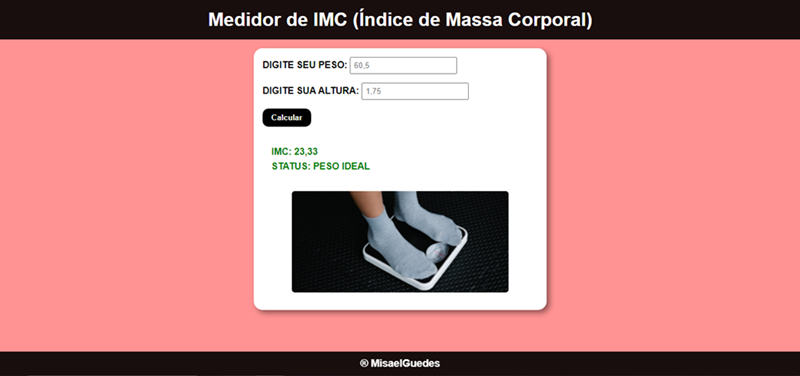 Medidor de IMC (Índice de Massa Corporal)
DIGITE SEU PESO: 60,5
DIGITE SUA ALTURA: 1,75
Calcular
IMC: 23,33
STATUS: PESO IDEAL
® MisaelGuedes